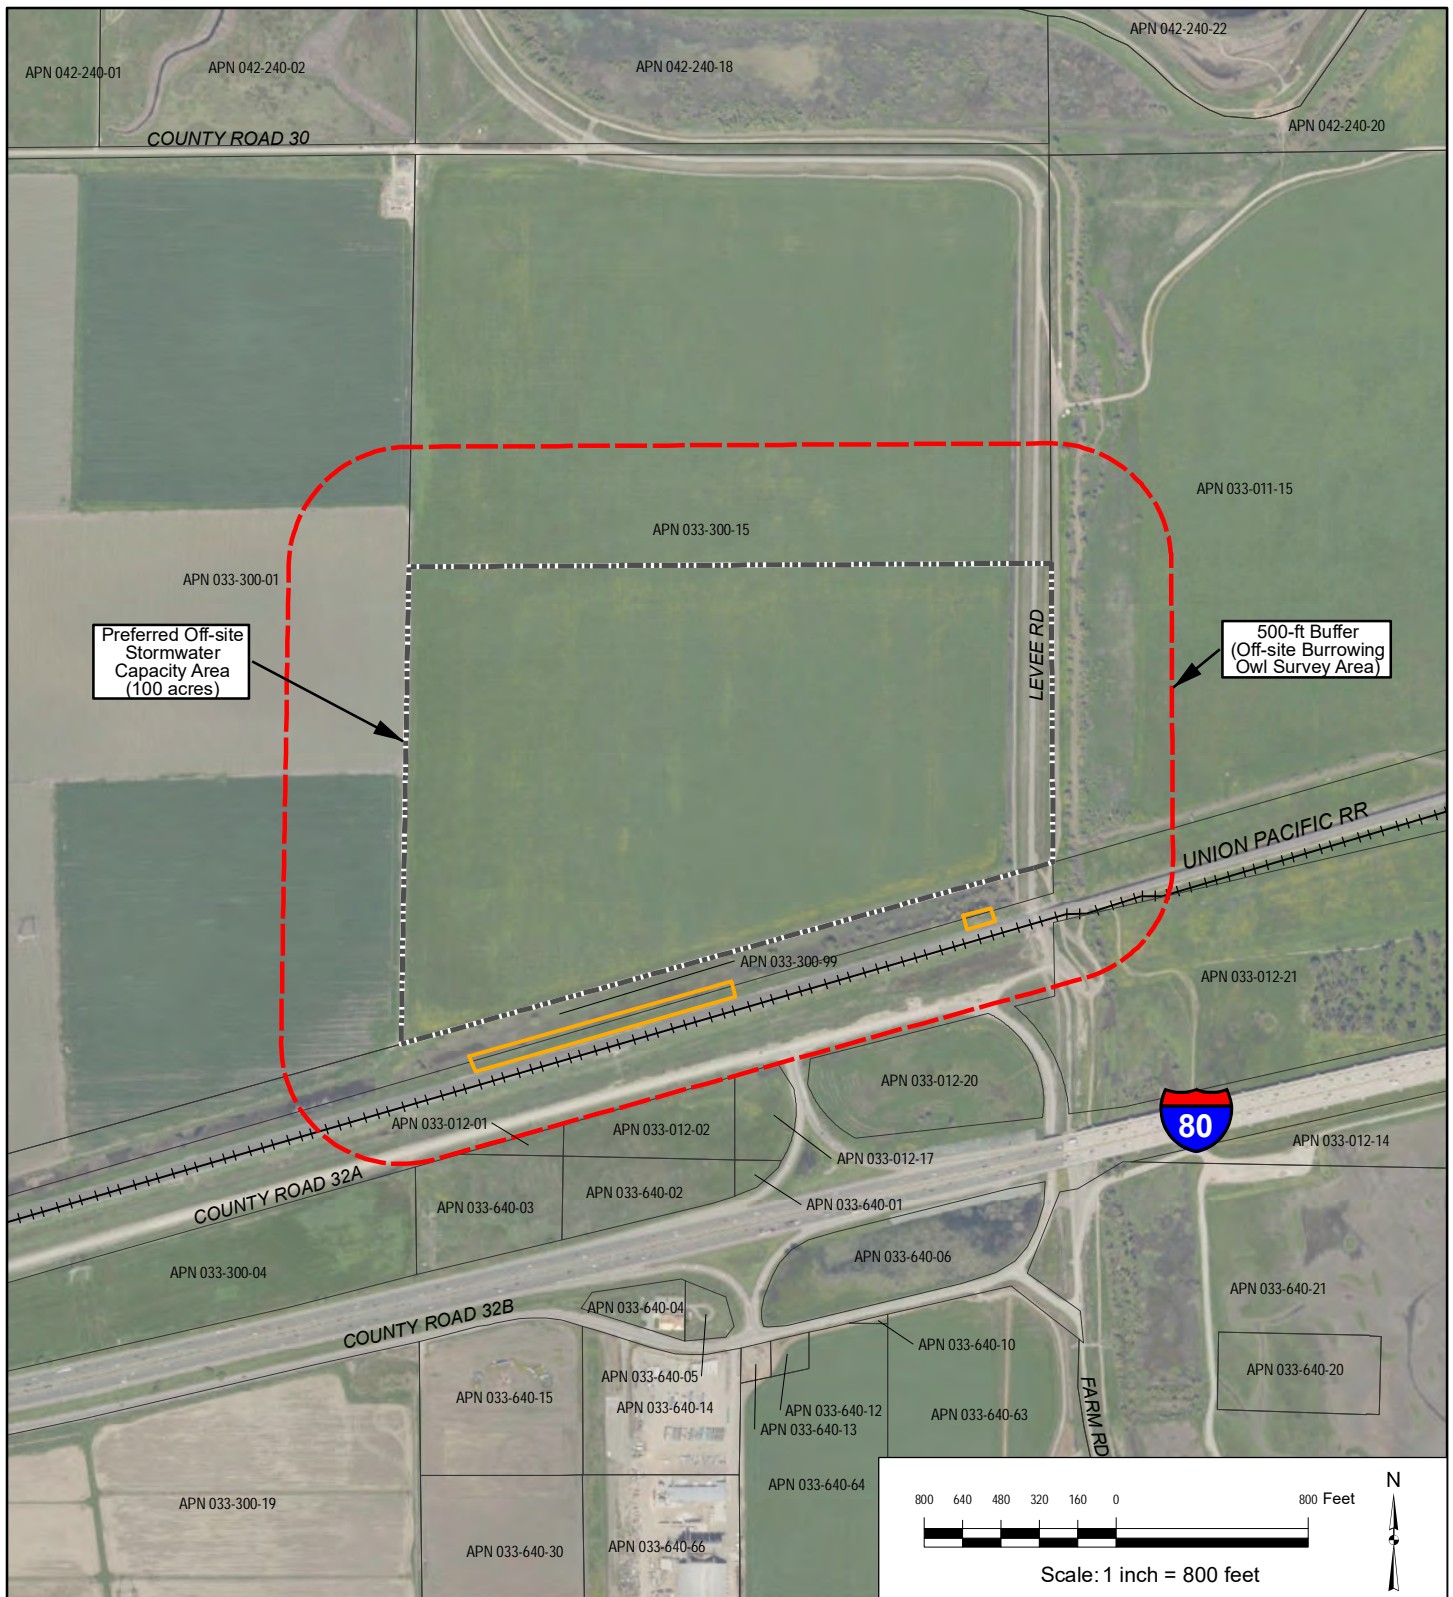 APN 042-240-22
APN 042-240-01
APN 042-240-02
APN 042-240-18
APN 042-240-20
COUNTY ROAD 30
APN 033-011-15
APN 033-300-15
APN 033-300-01
Preferred Off-site
Stormwater
Capacity Area
(100 acres)
LEVEE RD
500-ft Buffer
(Off-site Burrowing
Owl Survey Area)
UNION PACIFIC RR
APN 033-300-99
APN 033-012-21
APN 033-012-20
80
APN 033-012-01
APN 033-012-02
APN 033-012-14
APN 033-012-17
COUNTY ROAD 32A
APN 033-640-03
APN 033-640-02
APN 033-640-01
APN 033-300-04
APN 033-640-06
APN 033-640-21
COUNTY ROAD 32B
APN 033-640-04
APN 033-640-10
APN 033-640-05
APN 033-640-20
APN 033-640-15
APN 033-640-14
APN 033-640-12
APN 033-640-13
APN 033-640-63
FARM RD
APN 033-640-64
APN 033-300-19
APN 033-640-30
APN 033-640-66
800 640 480 320 160 0 800 Feet
N
Scale: 1 inch = 800 feet